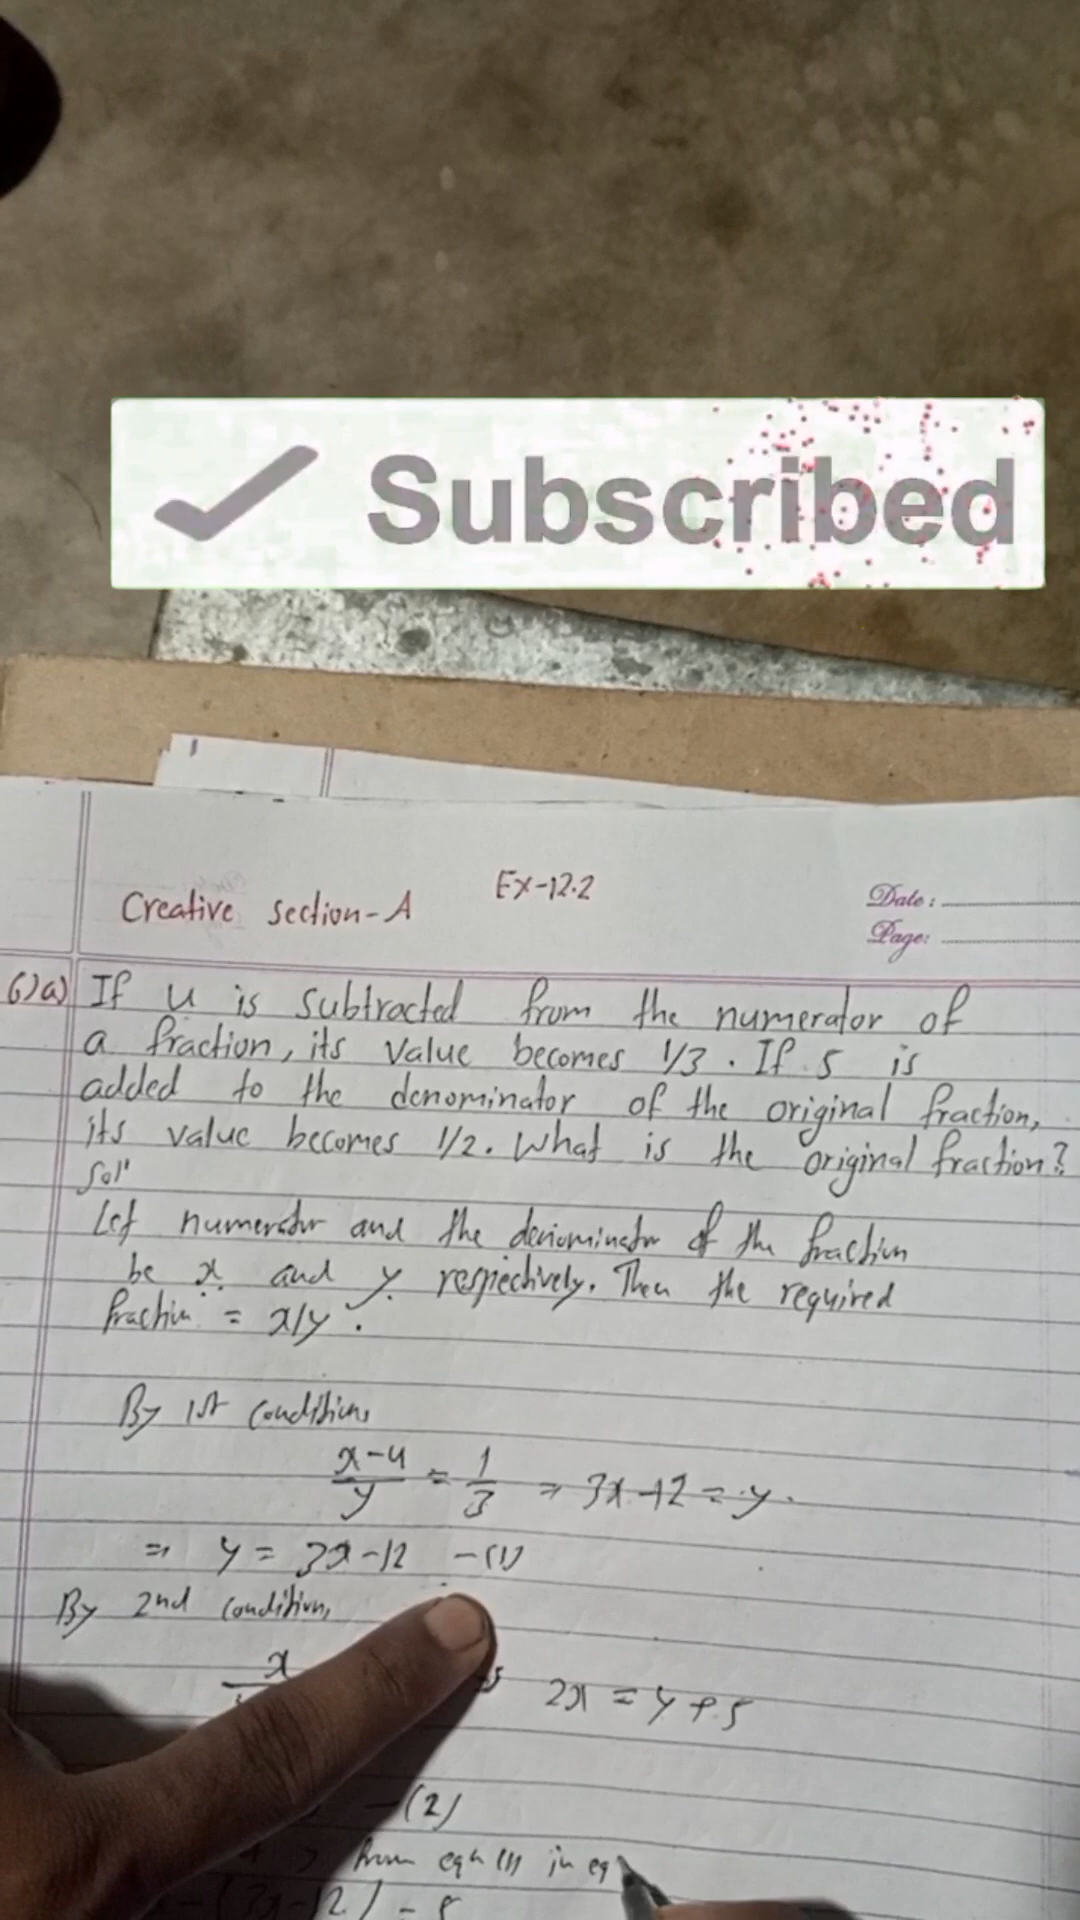 Subscribed
Creative section-A Ex-12.2
Date:
Page:
6)a) If 4 is subtracted from the numerator of
a fraction, its value becomes 1/3. If 5 is
added to the denominator of the original fraction,
its value becomes 1/2. What is the original fraction?
Sol'
Let numerator and the denominator of the fraction
be x and y respectively. Then the required
fraction = x/y.
By 1st condition,
x-4/y = 1/3 ⇒ 3x-12 = y.
⇒ y = 3x-12 -(1)
By 2nd condition,
x 2x = y+5
-(2)
from eqn (1) in eq
-(3x-12) = 5